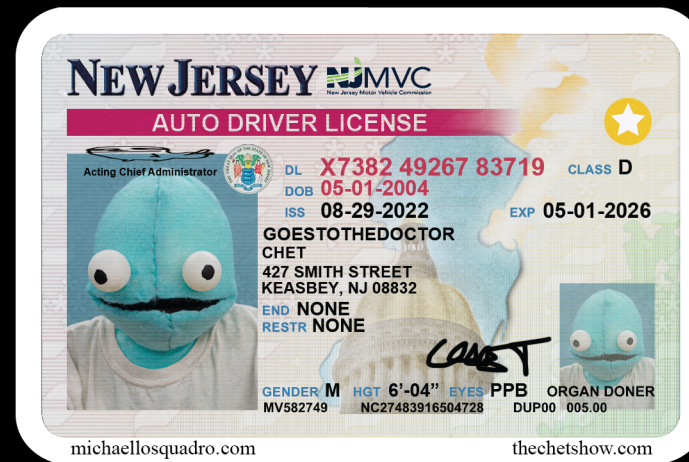 NEW JERSEY NJMVC
New Jersey Motor Vehicle Commission
AUTO DRIVER LICENSE
Acting Chief Administrator
DL X7382 49267 83719 CLASS D
DOB 05-01-2004
ISS 08-29-2022 EXP 05-01-2026
GOESTOTHEDOCTOR
CHET
427 SMITH STREET
KEASBEY, NJ 08832
END NONE
RESTR NONE
GENDER M HGT 6'-04" EYES PPB ORGAN DONER
MV582749 NC27483916504728 DUP00 005.00
michaellosquadro.com thechetshow.com